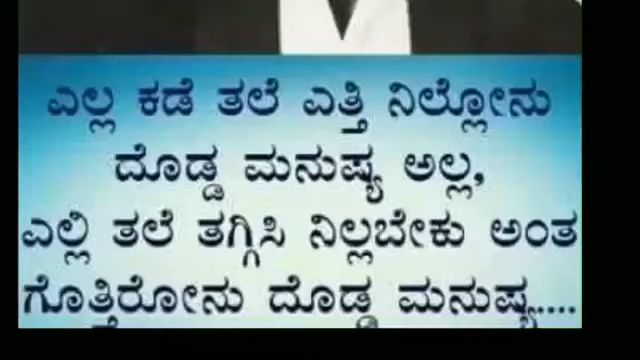 ಎಲ್ಲ ಕಡೆ ತಲೆ ಎತ್ತಿ ನಿಲ್ಲೋನು
ದೊಡ್ಡ ಮನುಷ್ಯ ಅಲ್ಲ,
ಎಲ್ಲಿ ತಲೆ ತಗ್ಗಿಸಿ ನಿಲ್ಲಬೇಕು ಅಂತ
ಗೊತ್ತಿರೋನು ದೊಡ್ಡ ಮನುಷ್ಯ....